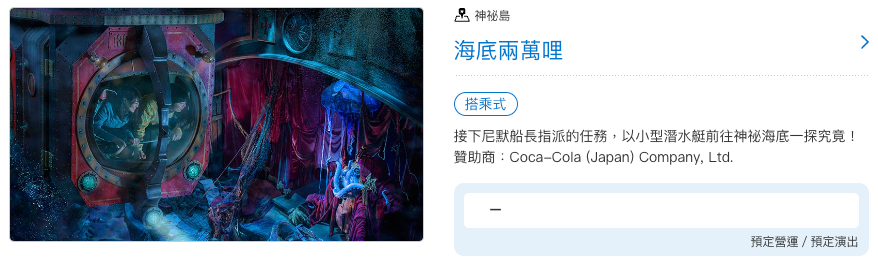 神祕島
海底兩萬哩
搭乘式
接下尼默船長指派的任務，以小型潛水艇前往神祕海底一探究竟！
贊助商：Coca-Cola (Japan) Company, Ltd.
—
預定營運 / 預定演出